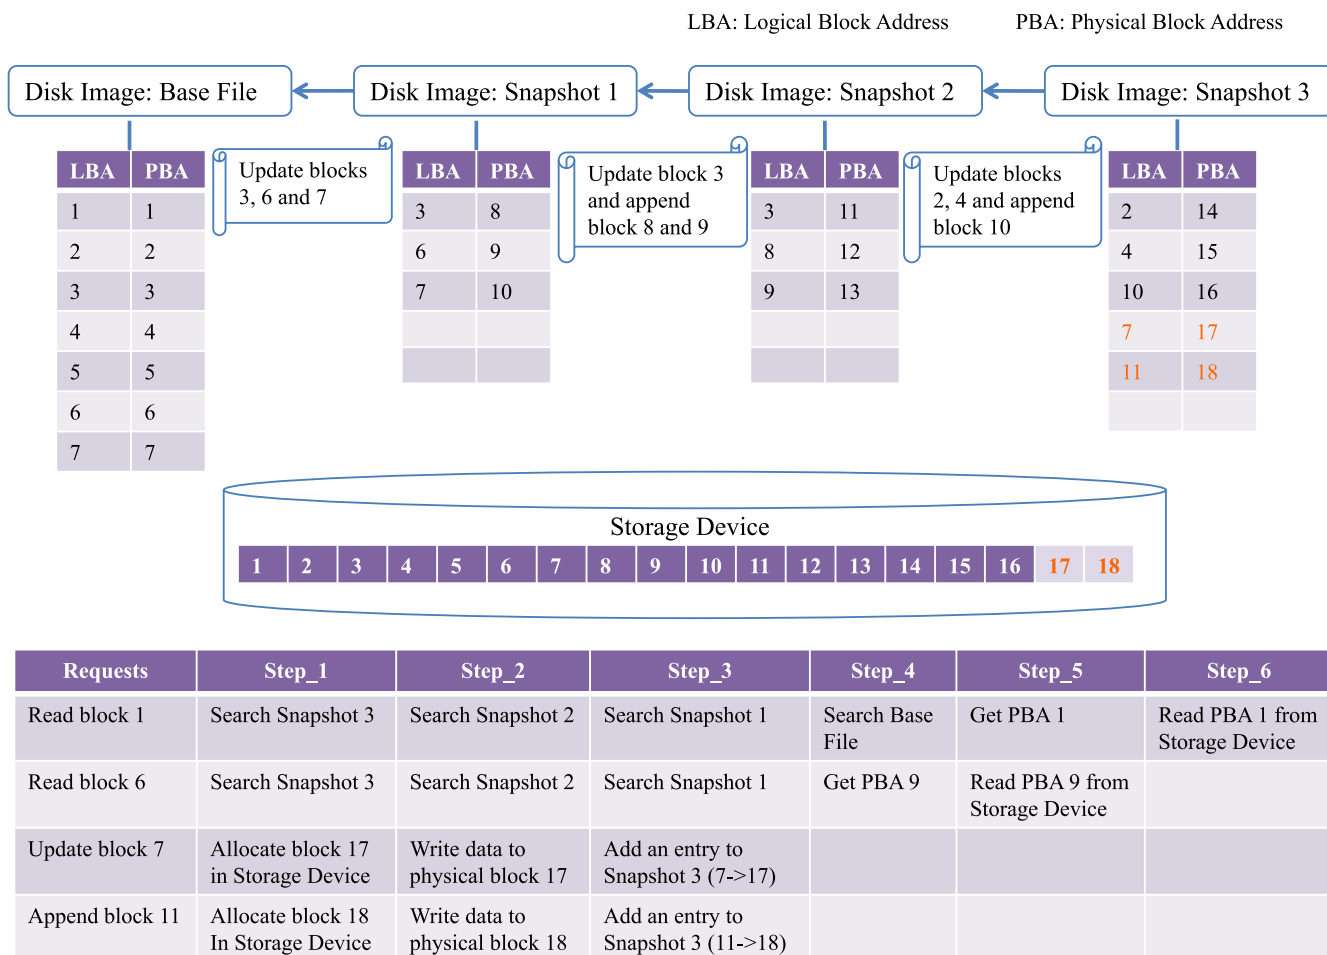 LBA: Logical Block Address PBA: Physical Block Address
Disk Image: Base File Disk Image: Snapshot 1 Disk Image: Snapshot 2 Disk Image: Snapshot 3
LBA PBA
1 1
2 2
3 3
4 4
5 5
6 6
7 7
Update blocks
3, 6 and 7
LBA PBA
3 8
6 9
7 10
Update block 3
and append
block 8 and 9
LBA PBA
3 11
8 12
9 13
Update blocks
2, 4 and append
block 10
LBA PBA
2 14
4 15
10 16
7 17
11 18
Storage Device
1 2 3 4 5 6 7 8 9 10 11 12 13 14 15 16 17 18
Requests Step_1 Step_2 Step_3 Step_4 Step_5 Step_6
Read block 1 Search Snapshot 3 Search Snapshot 2 Search Snapshot 1 Search Base Get PBA 1 Read PBA 1 from
File Storage Device
Read block 6 Search Snapshot 3 Search Snapshot 2 Search Snapshot 1 Get PBA 9 Read PBA 9 from
Storage Device
Update block 7 Allocate block 17 Write data to Add an entry to
in Storage Device physical block 17 Snapshot 3 (7->17)
Append block 11 Allocate block 18 Write data to Add an entry to
In Storage Device physical block 18 Snapshot 3 (11->18)